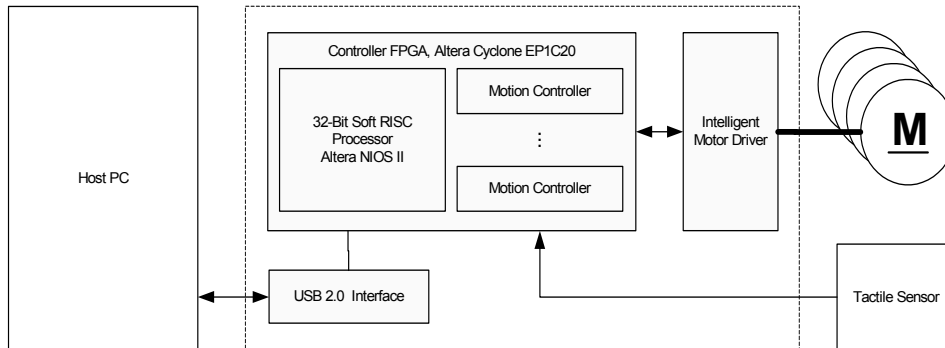 Host PC
Controller FPGA, Altera Cyclone EP1C20
32-Bit Soft RISC
Processor
Altera NIOS II
Motion Controller
...
Motion Controller
Intelligent
Motor Driver
M
USB 2.0 Interface
Tactile Sensor